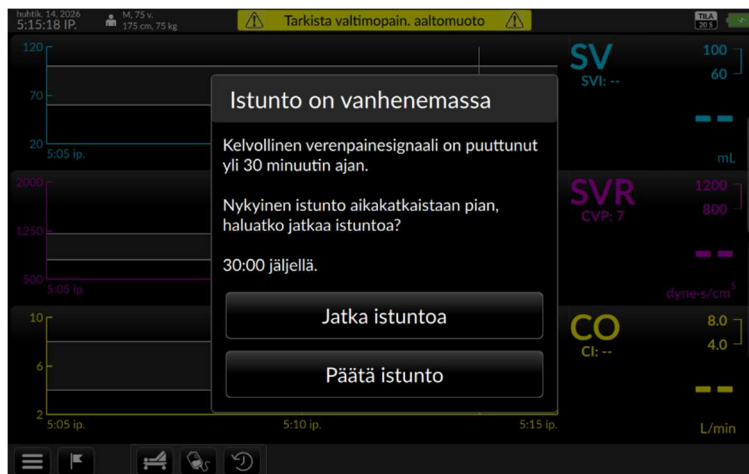 huhtik. 14, 2026
5:15:18 IP.
M, 75 v.
175 cm, 75 kg
Tarkista valtimopain. aaltomuoto
TILA
20 S
120
70
20
5:05 ip.
SV
SVI: --
100
60
--
mL
Istunto on vanhenemassa
Kelvollinen verenpainesignaali on puuttunut
yli 30 minuutin ajan.
Nykyinen istunto aikakatkaistaan pian,
haluatko jatkaa istuntoa?
30:00 jäljellä.
Jatka istuntoa
Päätä istunto
2000
1250
500
5:05 ip.
SVR
CVP: 7
1200
800
--
dyne-s/cm⁵
10
6
2
5:05 ip.
5:10 ip.
5:15 ip.
CO
CI: --
8.0
4.0
--
L/min